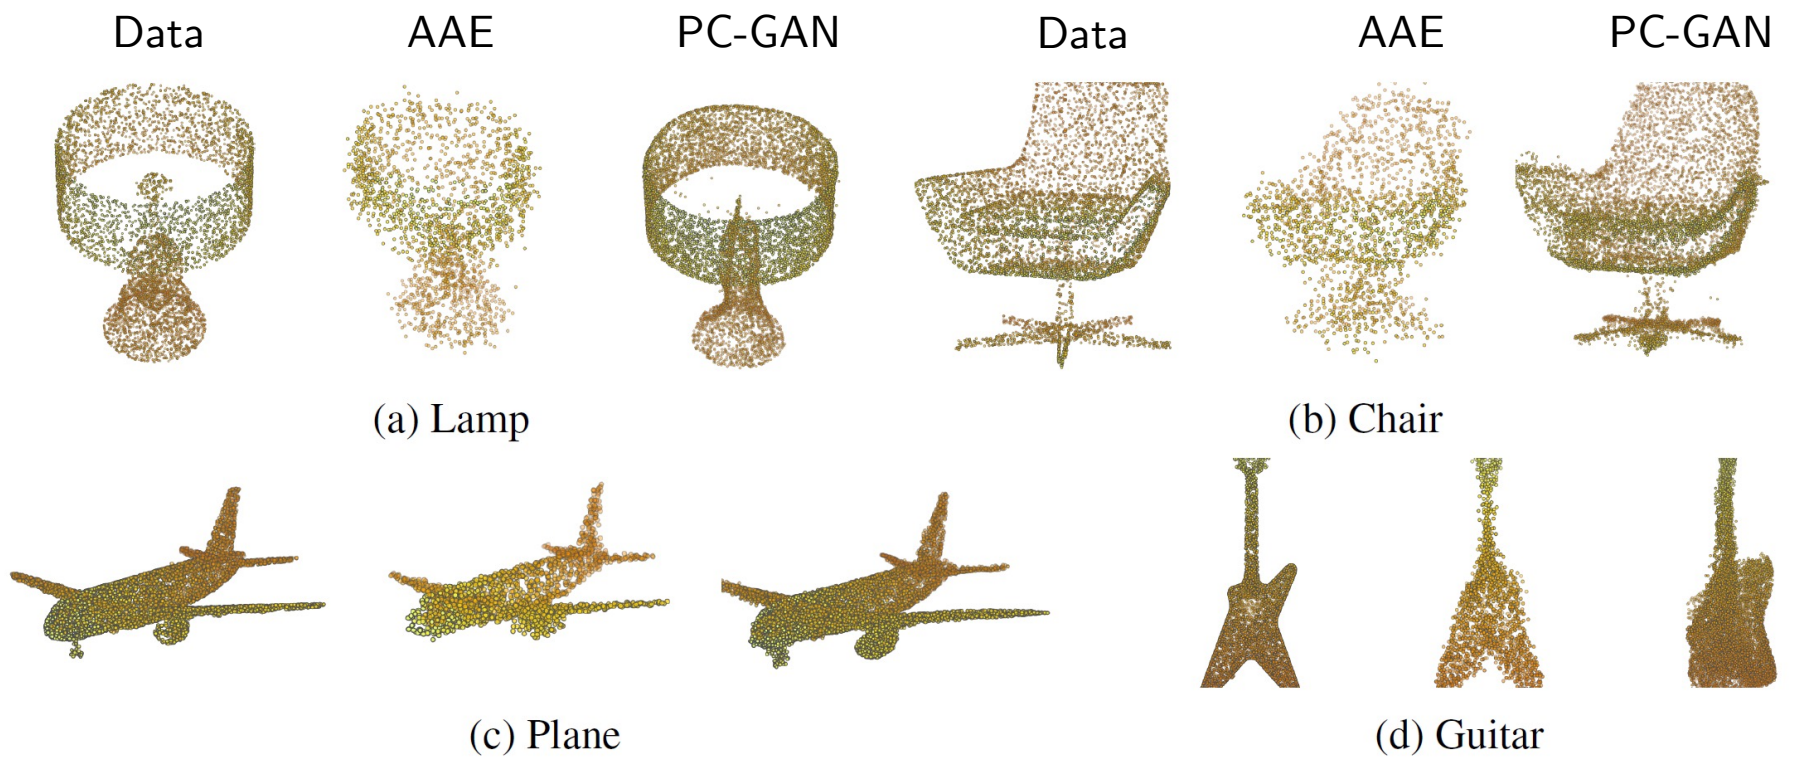 Data AAE PC-GAN Data AAE PC-GAN
(a) Lamp (b) Chair
(c) Plane (d) Guitar